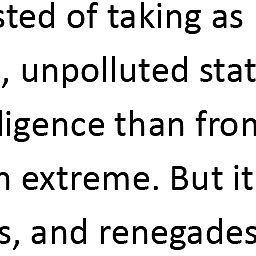 sted of taking as
, unpolluted stat
ligence than from
n extreme. But it
s, and renegades